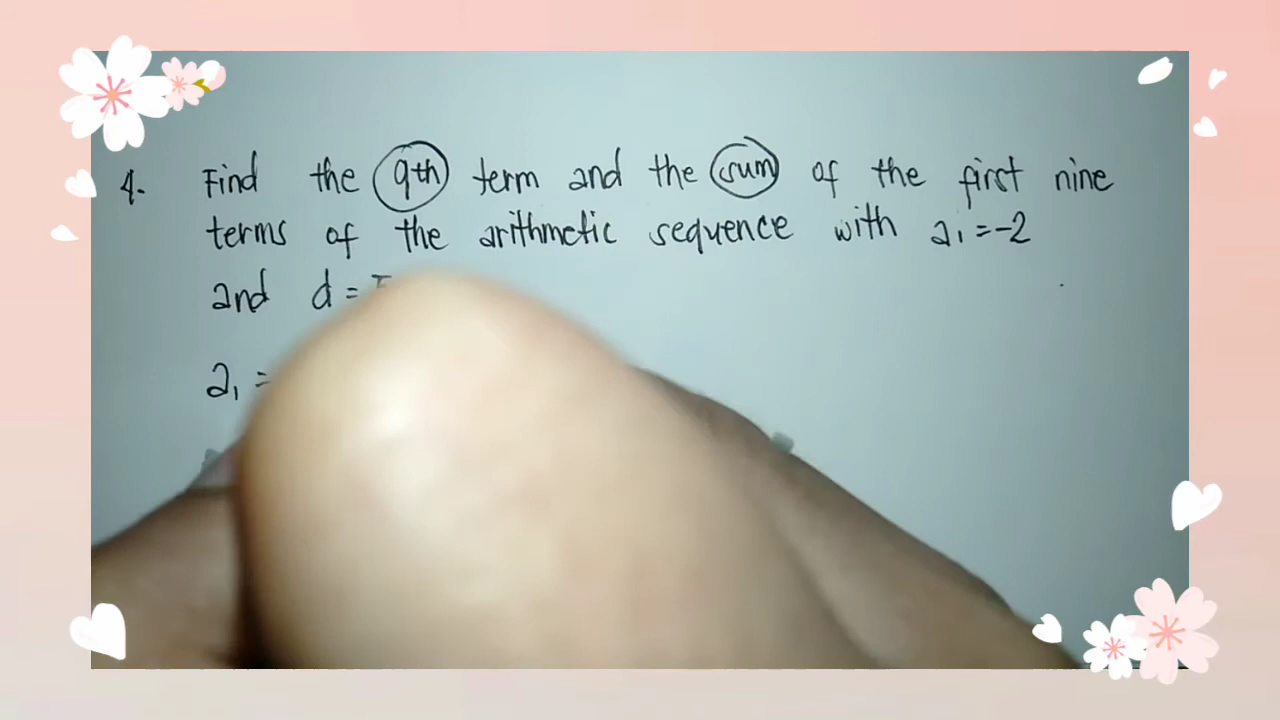 4. Find the 9th term and the sum of the first nine
terms of the arithmetic sequence with a₁ = -2
and d =
a₁ =